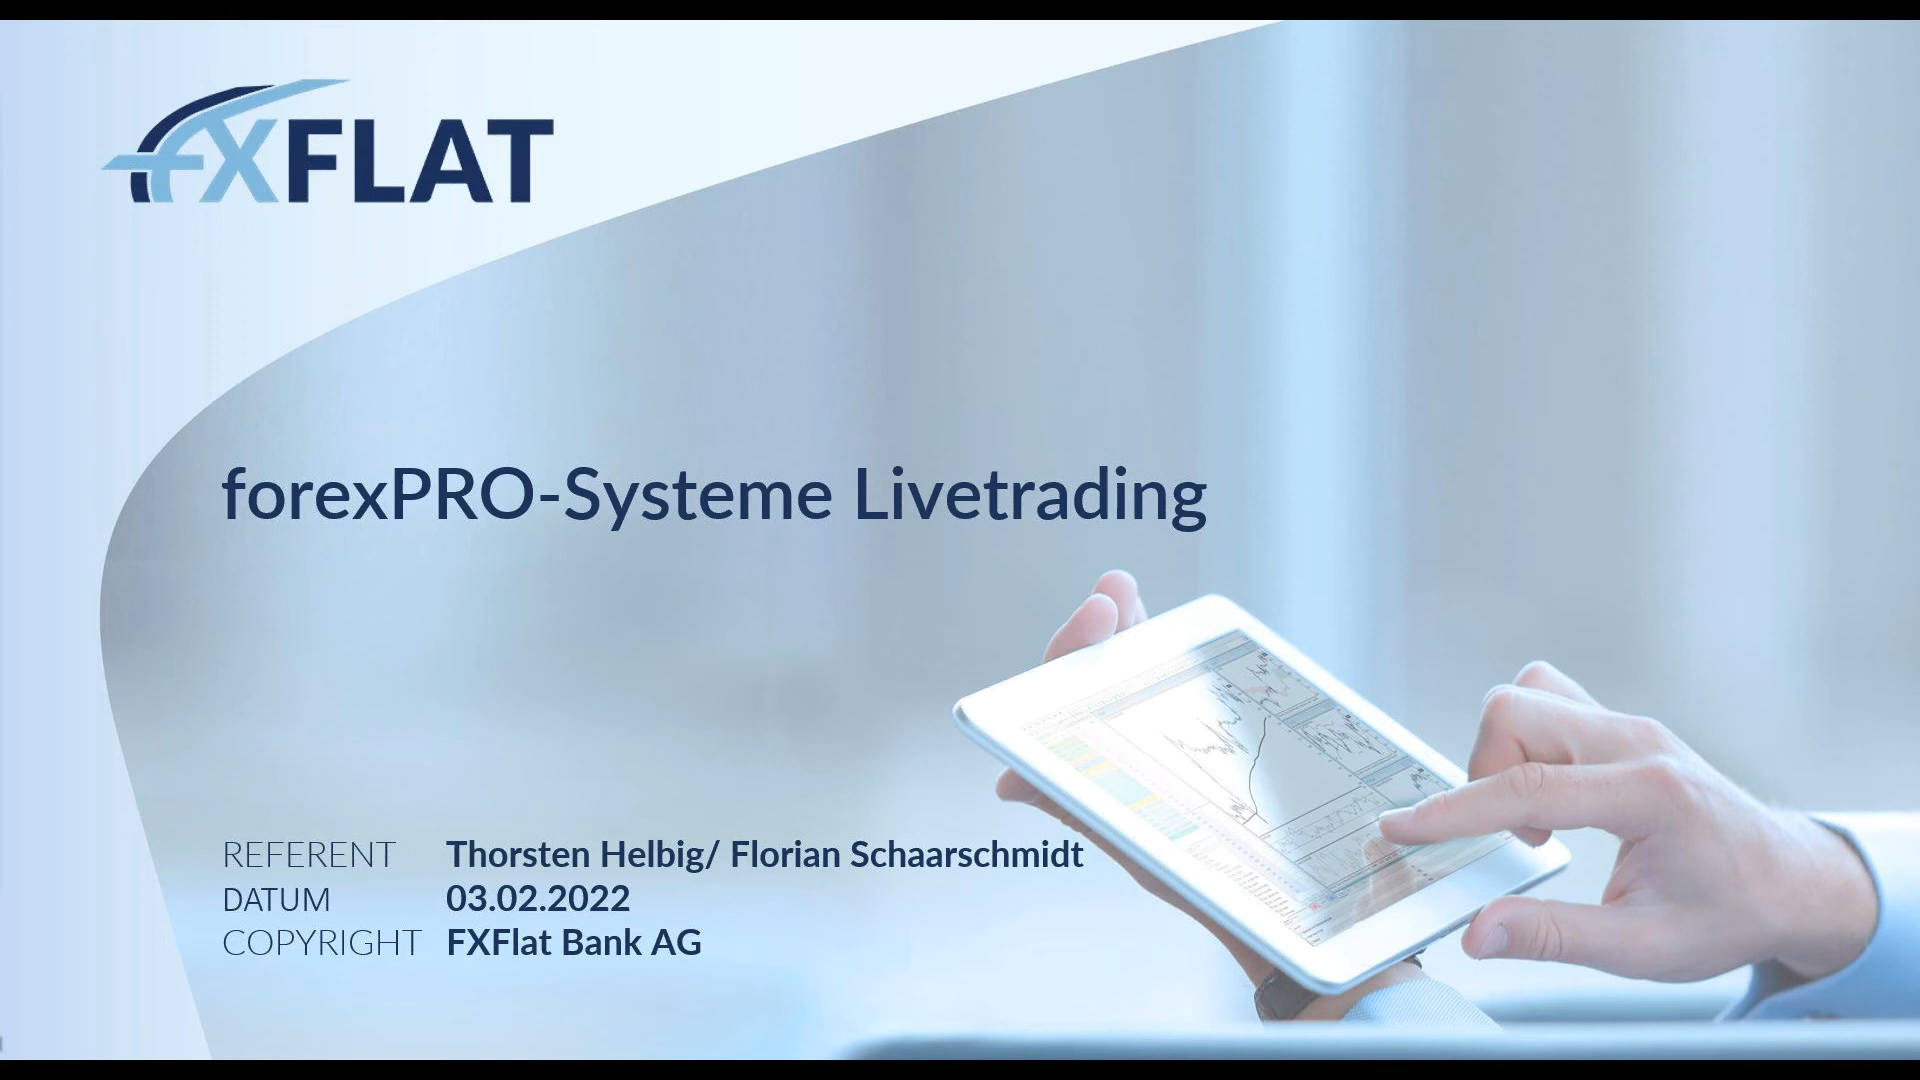 fXFLAT
forexPRO-Systeme Livetrading
REFERENT Thorsten Helbig/ Florian Schaarschmidt
DATUM 03.02.2022
COPYRIGHT FXFlat Bank AG